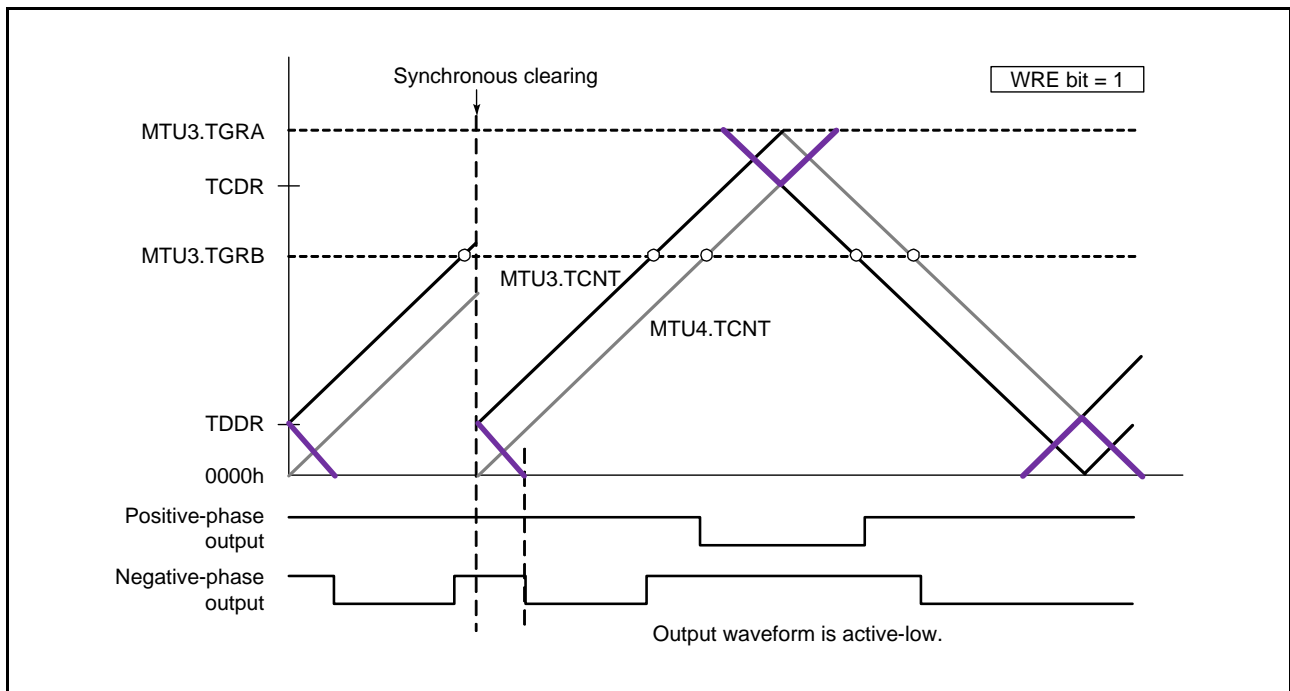 Synchronous clearing
WRE bit = 1
MTU3.TGRA
TCDR
MTU3.TGRB
MTU3.TCNT
MTU4.TCNT
TDDR
0000h
Positive-phase
output
Negative-phase
output
Output waveform is active-low.